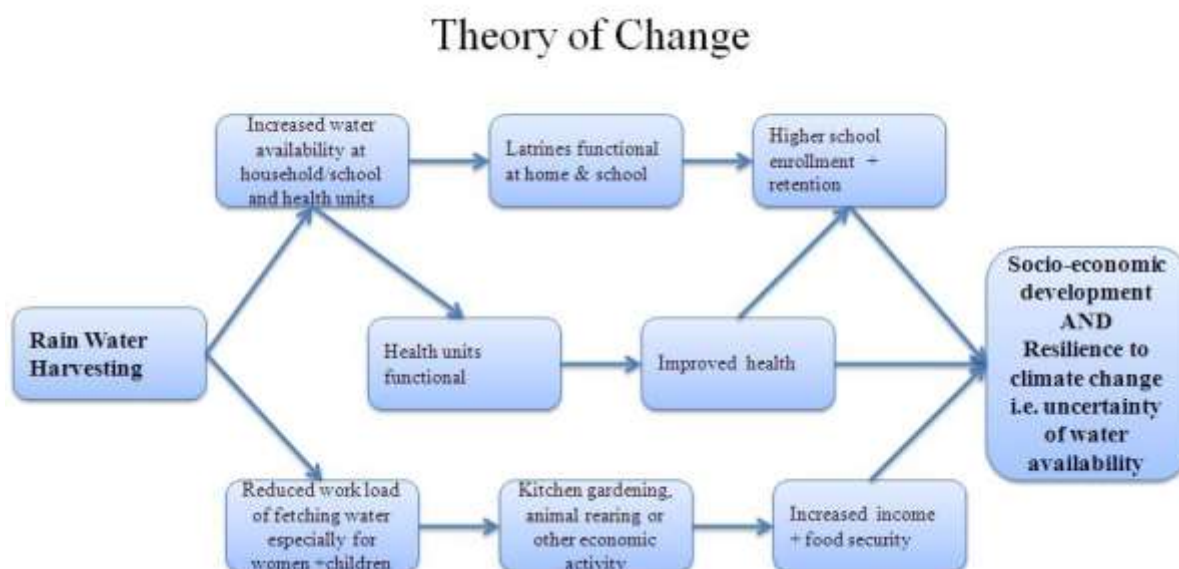 Theory of Change
Increased water
availability at
household/school
and health units
Latrines functional
at home & school
Higher school
enrollment +
retention
Rain Water
Harvesting
Health units
functional
Improved health
Socio-economic
development
AND
Resilience to
climate change
i.e. uncertainty
of water
availability
Reduced work load
of fetching water
especially for
women +children
Kitchen gardening,
animal rearing or
other economic
activity
Increased income
+ food security